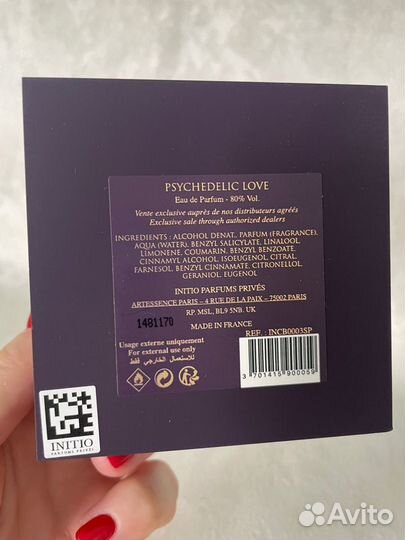 PSYCHEDELIC LOVE
Eau de Parfum - 80% Vol.
Vente exclusive auprès de nos distributeurs agréés
Exclusive sale through authorized dealers
INGREDIENTS : ALCOHOL DENAT., PARFUM (FRAGRANCE),
AQUA (WATER), BENZYL SALICYLATE, LINALOOL,
LIMONENE, COUMARIN, BENZYL BENZOATE,
CINNAMYL ALCOHOL, ISOEUGENOL, CITRAL,
FARNESOL, BENZYL CINNAMATE, CITRONELLOL,
GERANIOL, EUGENOL
INITIO PARFUMS PRIVÉS
ARTESSENCE PARIS – 4 RUE DE LA PAIX – 75002 PARIS
RP. MSL, BL9 5NB. UK
1481170
MADE IN FRANCE
REF. : INCB0003SP
Usage externe uniquement
For external use only
للاستعمال الخارجي فقط
3 701415 900059
INITIO
PARFUMS PRIVÉS
Avito